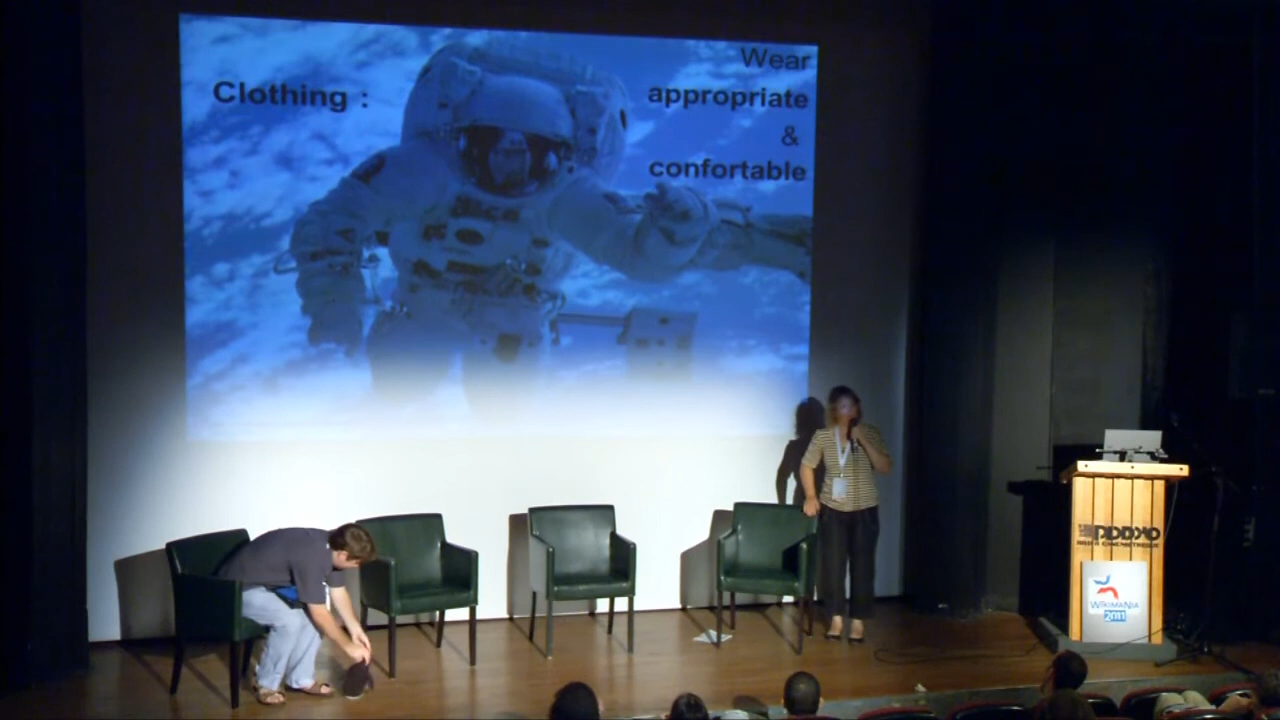 Clothing :
Wear
appropriate
&
confortable
WIKIMANIA
2011